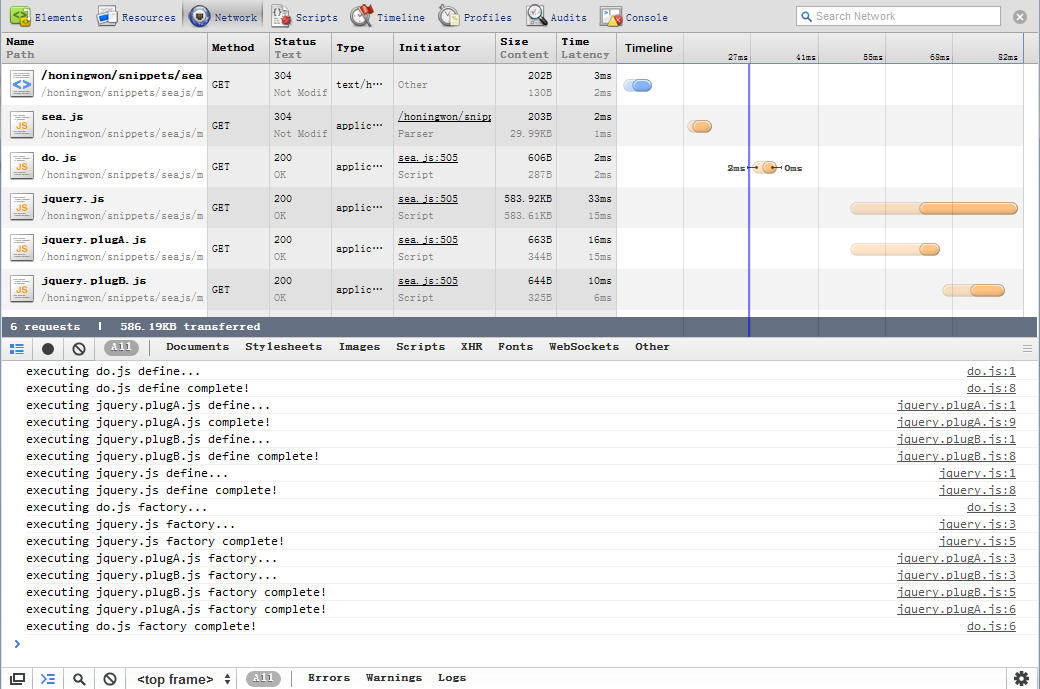 Elements Resources Network Scripts Timeline Profiles Audits Console Search Network
Name Method Status Type Initiator Size Time Timeline
Path Text Content Latency 27ms 41ms 55ms 68ms 82ms
/honingwon/snippets/sea GET 304 text/h··· Other 202B 3ms
/honingwon/snippets/seajs/m Not Modif 130B 2ms
sea.js GET 304 applic··· /honingwon/snipp 203B 2ms
/honingwon/snippets/seajs/m Not Modif Parser 29.99KB 1ms
do.js GET 200 applic··· sea.js:505 606B 2ms 2ms 0ms
/honingwon/snippets/seajs/m OK Script 287B 2ms
jquery.js GET 200 applic··· sea.js:505 583.92KB 33ms
/honingwon/snippets/seajs/m OK Script 583.61KB 15ms
jquery.plugA.js GET 200 applic··· sea.js:505 663B 16ms
/honingwon/snippets/seajs/m OK Script 344B 15ms
jquery.plugB.js GET 200 applic··· sea.js:505 644B 10ms
/honingwon/snippets/seajs/m OK Script 325B 6ms
6 requests | 586.19KB transferred
All Documents Stylesheets Images Scripts XHR Fonts WebSockets Other
executing do.js define... do.js:1
executing do.js define complete! do.js:8
executing jquery.plugA.js define... jquery.plugA.js:1
executing jquery.plugA.js complete! jquery.plugA.js:9
executing jquery.plugB.js define... jquery.plugB.js:1
executing jquery.plugB.js define complete! jquery.plugB.js:8
executing jquery.js define... jquery.js:1
executing jquery.js define complete! jquery.js:8
executing do.js factory... do.js:3
executing jquery.js factory... jquery.js:3
executing jquery.js factory complete! jquery.js:5
executing jquery.plugA.js factory... jquery.plugA.js:3
executing jquery.plugB.js factory... jquery.plugB.js:3
executing jquery.plugB.js factory complete! jquery.plugB.js:5
executing jquery.plugA.js factory complete! jquery.plugA.js:6
executing do.js factory complete! do.js:6
<top frame> All Errors Warnings Logs